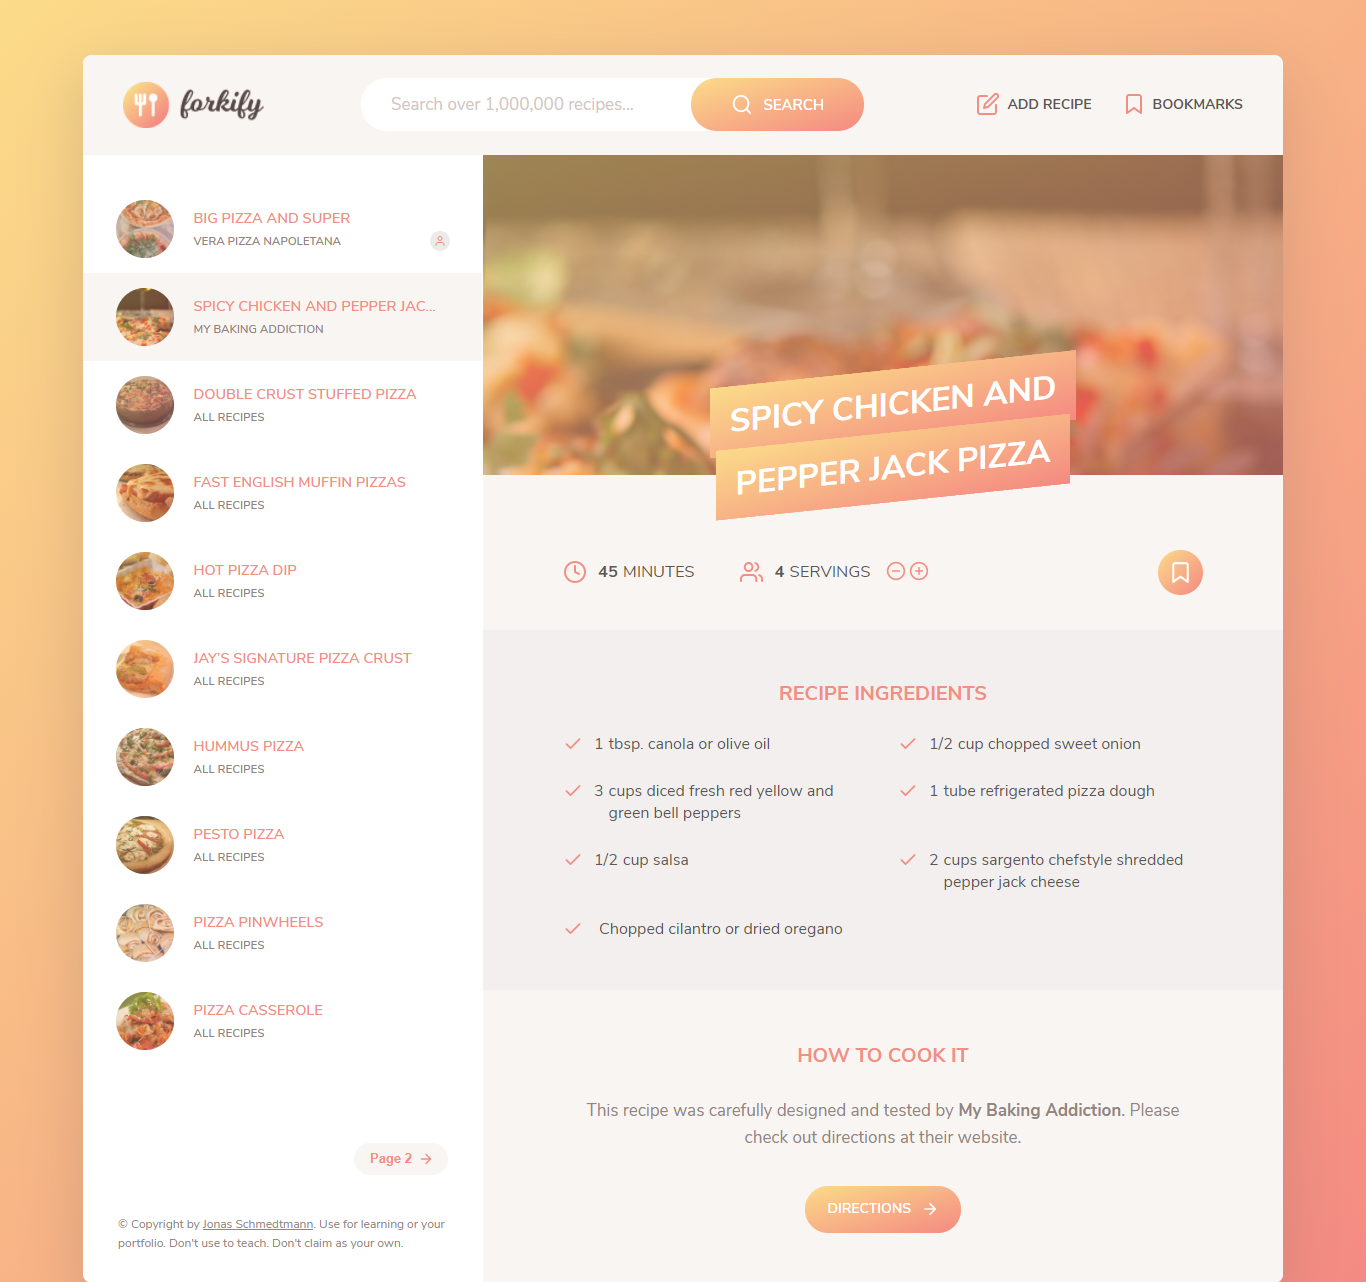 forkify
Search over 1,000,000 recipes...
SEARCH
ADD RECIPE
BOOKMARKS
BIG PIZZA AND SUPER
VERA PIZZA NAPOLETANA
SPICY CHICKEN AND PEPPER JAC...
MY BAKING ADDICTION
DOUBLE CRUST STUFFED PIZZA
ALL RECIPES
FAST ENGLISH MUFFIN PIZZAS
ALL RECIPES
HOT PIZZA DIP
ALL RECIPES
JAY'S SIGNATURE PIZZA CRUST
ALL RECIPES
HUMMUS PIZZA
ALL RECIPES
PESTO PIZZA
ALL RECIPES
PIZZA PINWHEELS
ALL RECIPES
PIZZA CASSEROLE
ALL RECIPES
Page 2
© Copyright by Jonas Schmedtmann. Use for learning or your
portfolio. Don't use to teach. Don't claim as your own.
SPICY CHICKEN AND
PEPPER JACK PIZZA
45 MINUTES
4 SERVINGS
RECIPE INGREDIENTS
1 tbsp. canola or olive oil
1/2 cup chopped sweet onion
3 cups diced fresh red yellow and
green bell peppers
1 tube refrigerated pizza dough
1/2 cup salsa
2 cups sargento chefstyle shredded
pepper jack cheese
Chopped cilantro or dried oregano
HOW TO COOK IT
This recipe was carefully designed and tested by My Baking Addiction. Please
check out directions at their website.
DIRECTIONS